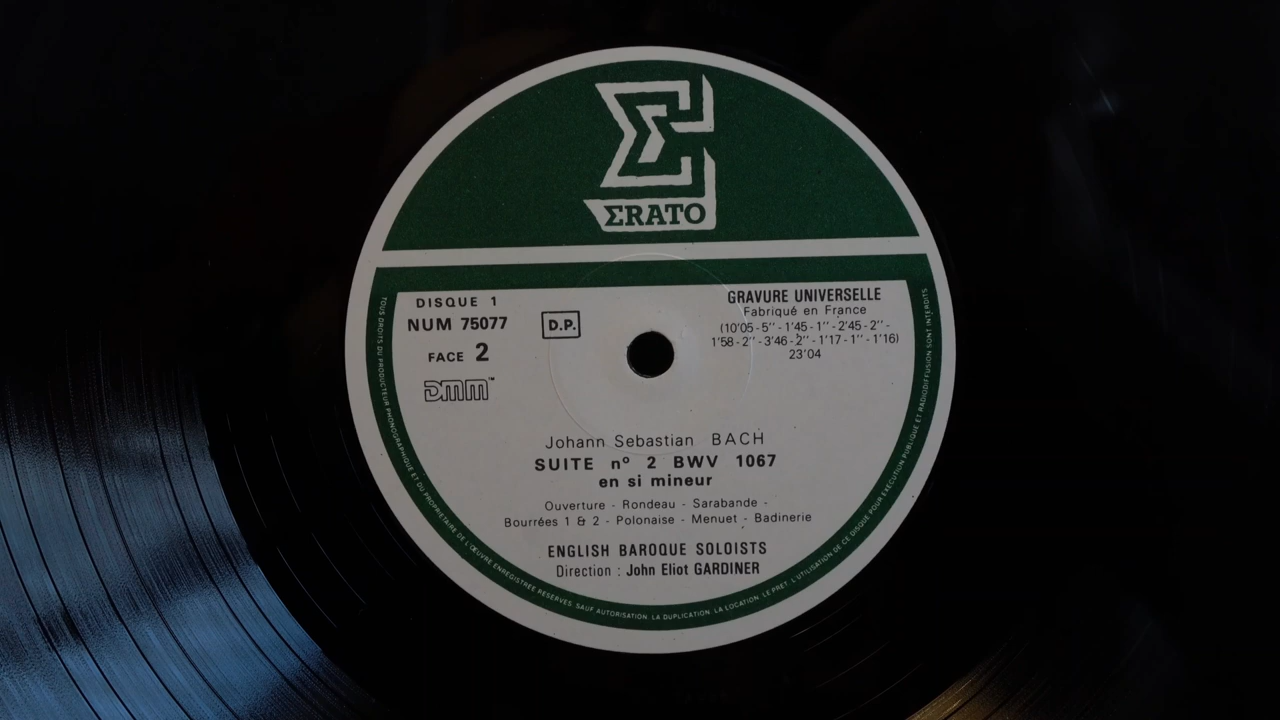 ΣRATO
DISQUE 1
NUM 75077
FACE 2
DMM™
D.P.
GRAVURE UNIVERSELLE
Fabriqué en France
(10'05-5'' - 1'45 - 1'' - 2'45 - 2'' -
1'58 - 2'' - 3'46 - 2'' - 1'17 - 1'' - 1'16)
23'04
Johann Sebastian BACH
SUITE nº 2 BWV 1067
en si mineur
Ouverture - Rondeau - Sarabande -
Bourrées 1 & 2 - Polonaise - Menuet - Badinerie
ENGLISH BAROQUE SOLOISTS
Direction : John Eliot GARDINER
TOUS DROITS DU PRODUCTEUR PHONOGRAPHIQUE ET DU PROPRIETAIRE DE L'ŒUVRE ENREGISTREE RESERVES. SAUF AUTORISATION, LA DUPLICATION, LA LOCATION, LE PRET, L'UTILISATION DE CE DISQUE POUR EXECUTION PUBLIQUE ET RADIODIFFUSION SONT INTERDITS